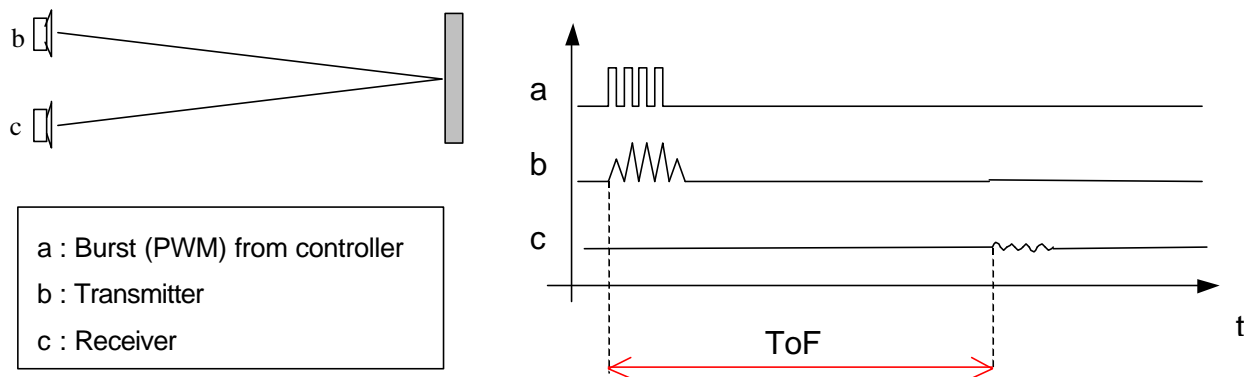 b
c
a : Burst (PWM) from controller
b : Transmitter
c : Receiver
a
b
c
t
ToF